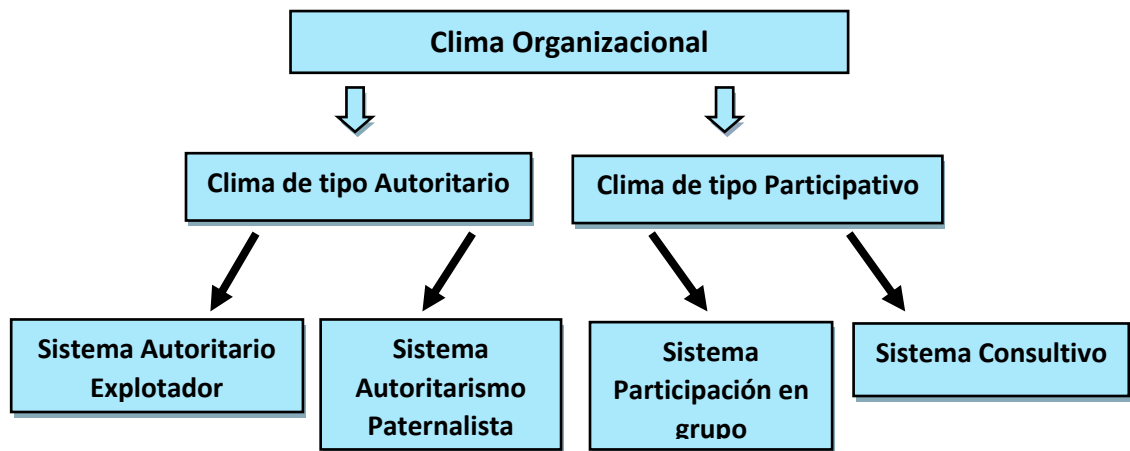 Clima Organizacional
Clima de tipo Autoritario
Clima de tipo Participativo
Sistema Autoritario
Explotador
Sistema
Autoritarismo
Paternalista
Sistema
Participación en
grupo
Sistema Consultivo